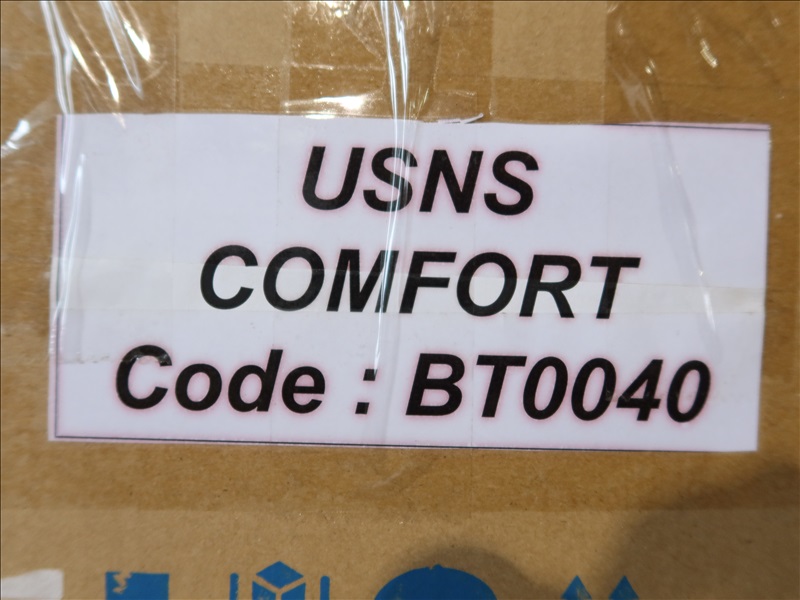 USNS
COMFORT
Code : BT0040